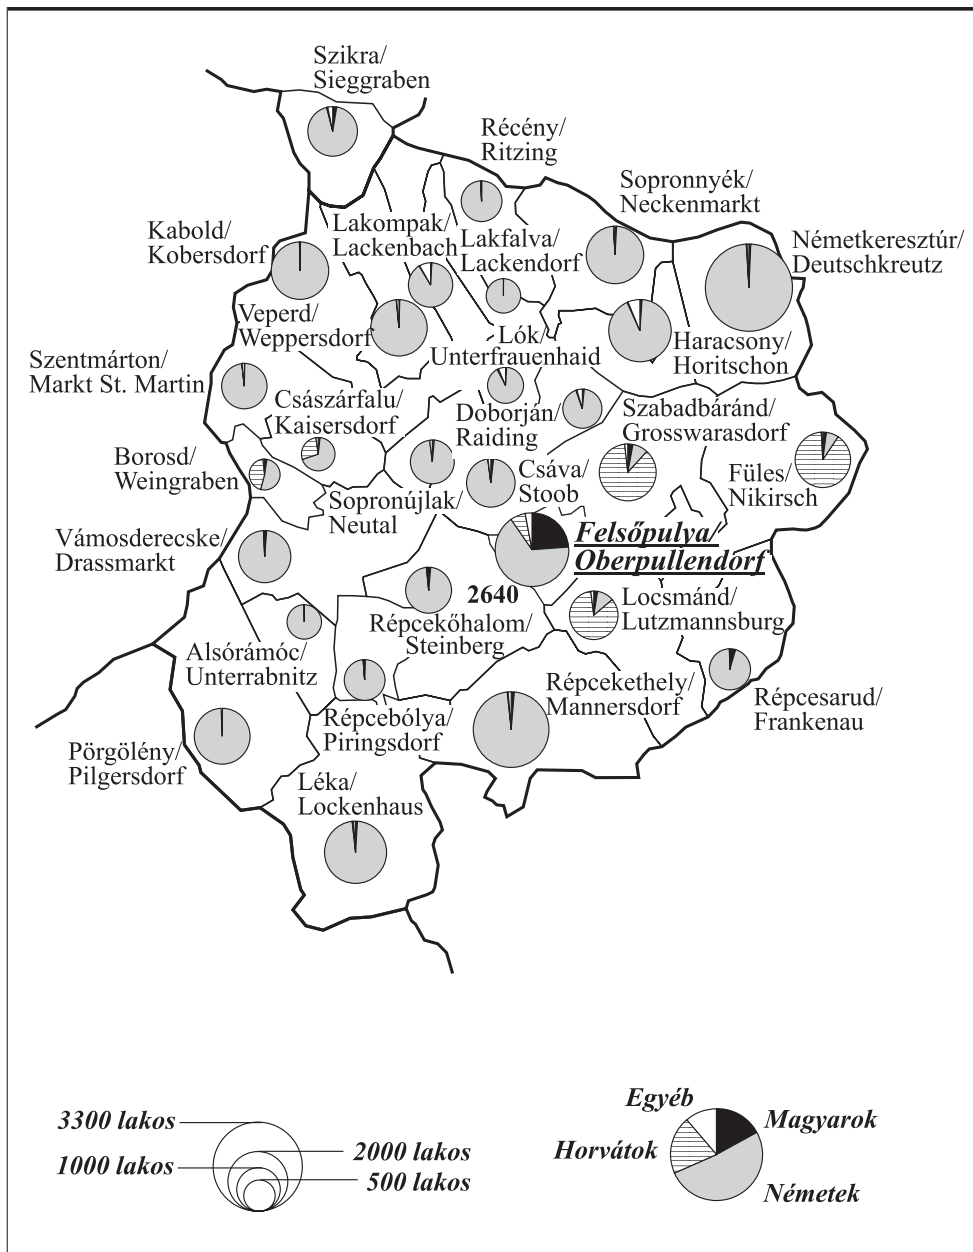 Szikra/
Sieggraben
Récény/
Ritzing
Sopronnyék/
Neckenmarkt
Kabold/
Kobersdorf
Lakompak/
Lackenbach
Lakfalva/
Lackendorf
Németkeresztúr/
Deutschkreutz
Veperd/
Weppersdorf
Lók/
Unterfrauenhaid
Haracsony/
Horitschon
Szentmárton/
Markt St. Martin
Császárfalu/
Kaisersdorf
Doborján/
Raiding
Szabadbáránd/
Grosswarasdorf
Borosd/
Weingraben
Sopronújlak/
Neutal
Csáva/
Stoob
Füles/
Nikirsch
Vámosderecske/
Drassmarkt
Felsőpulya/
Oberpullendorf
2640
Répcekőhalom/
Steinberg
Locsmánd/
Lutzmannsburg
Alsórámóc/
Unterrabnitz
Répcebólya/
Piringsdorf
Répcekethely/
Mannersdorf
Répcesarud/
Frankenau
Pörgölény/
Pilgersdorf
Léka/
Lockenhaus
3300 lakos
2000 lakos
1000 lakos
500 lakos
Egyéb
Magyarok
Horvátok
Németek